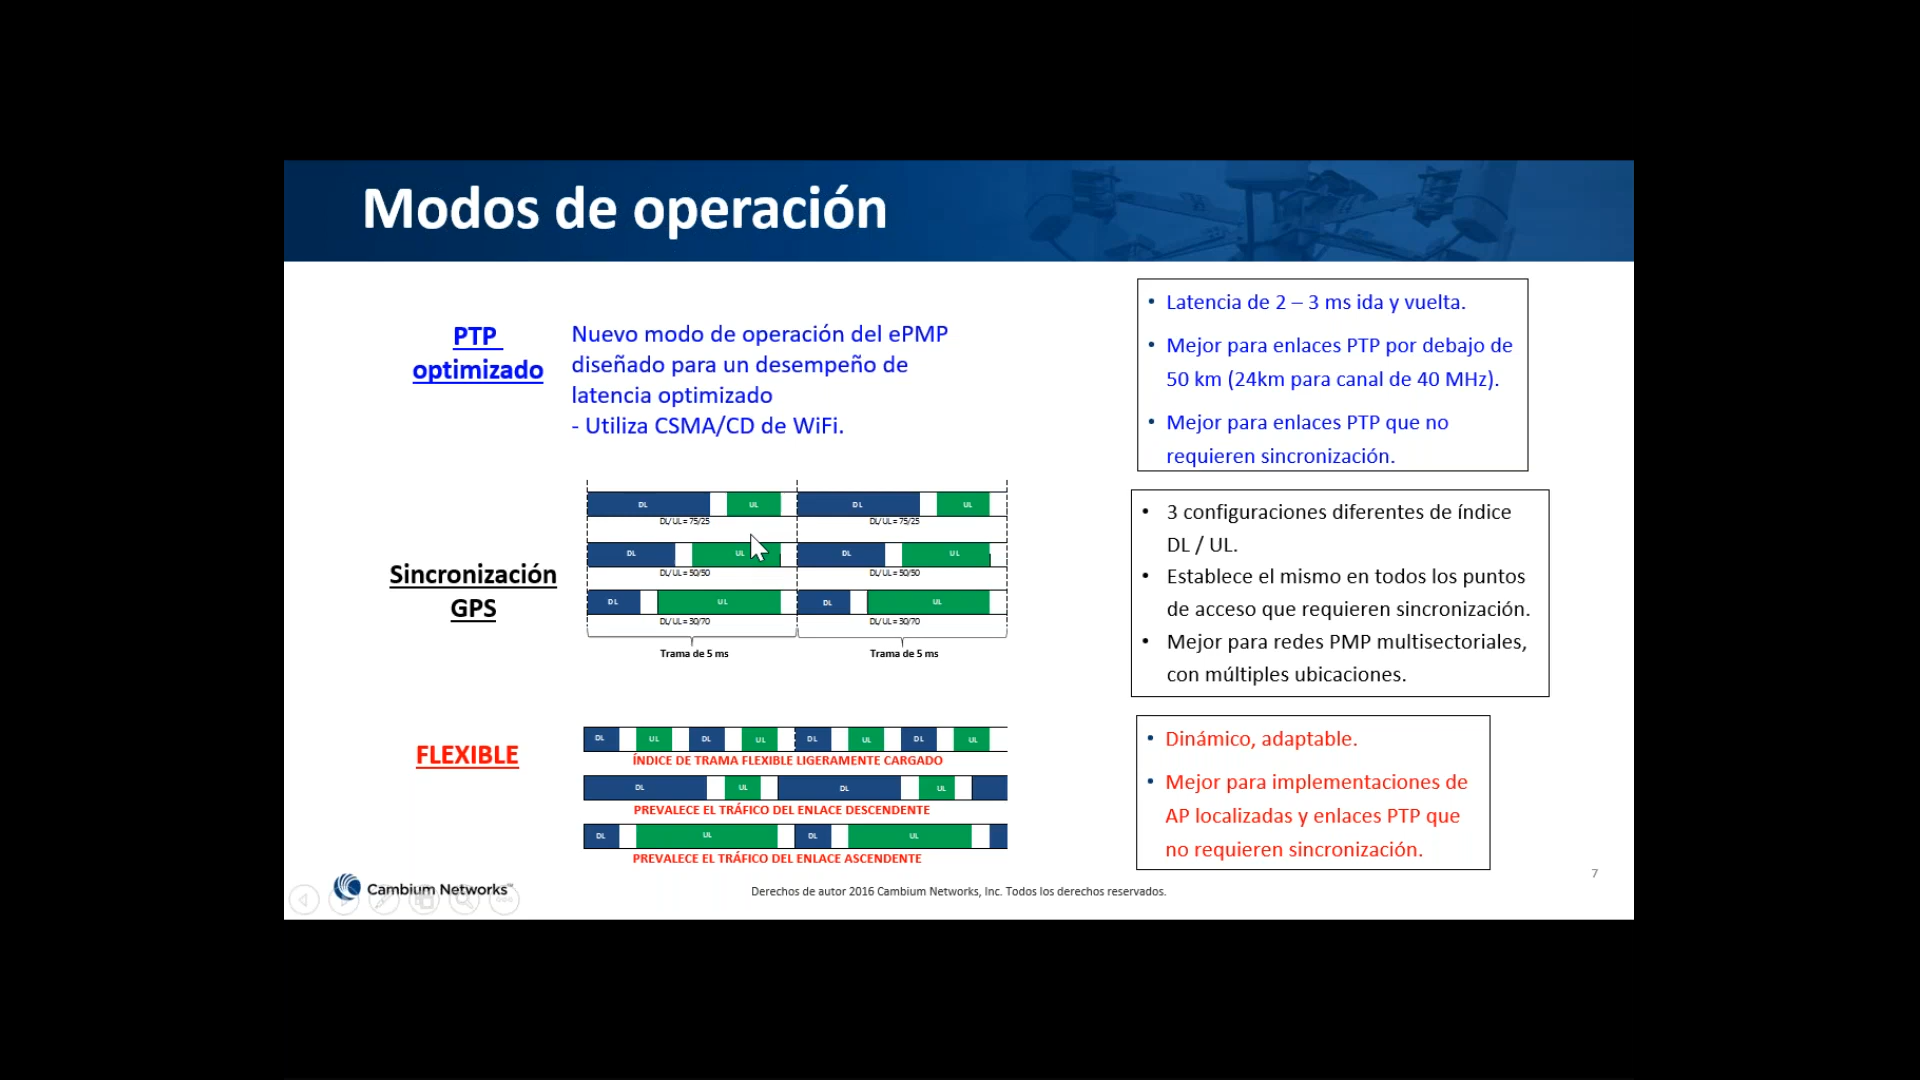 Modos de operación
PTP
optimizado
Nuevo modo de operación del ePMP
diseñado para un desempeño de
latencia optimizado
- Utiliza CSMA/CD de WiFi.
• Latencia de 2 – 3 ms ida y vuelta.
• Mejor para enlaces PTP por debajo de
50 km (24km para canal de 40 MHz).
• Mejor para enlaces PTP que no
requieren sincronización.
Sincronización
GPS
DL UL DL UL
DL/ UL = 75/25 DL/ UL = 75/25
DL UL DL UL
DL/ UL = 50/50 DL/ UL = 50/50
DL UL DL UL
DL/ UL = 30/70 DL/ UL = 30/70
Trama de 5 ms Trama de 5 ms
• 3 configuraciones diferentes de índice
DL / UL.
• Establece el mismo en todos los puntos
de acceso que requieren sincronización.
• Mejor para redes PMP multisectoriales,
con múltiples ubicaciones.
FLEXIBLE
DL UL DL UL DL UL DL UL
ÍNDICE DE TRAMA FLEXIBLE LIGERAMENTE CARGADO
DL UL DL UL
PREVALECE EL TRÁFICO DEL ENLACE DESCENDENTE
DL UL DL UL
PREVALECE EL TRÁFICO DEL ENLACE ASCENDENTE
• Dinámico, adaptable.
• Mejor para implementaciones de
AP localizadas y enlaces PTP que
no requieren sincronización.
Cambium Networks™
Derechos de autor 2016 Cambium Networks, Inc. Todos los derechos reservados.
7